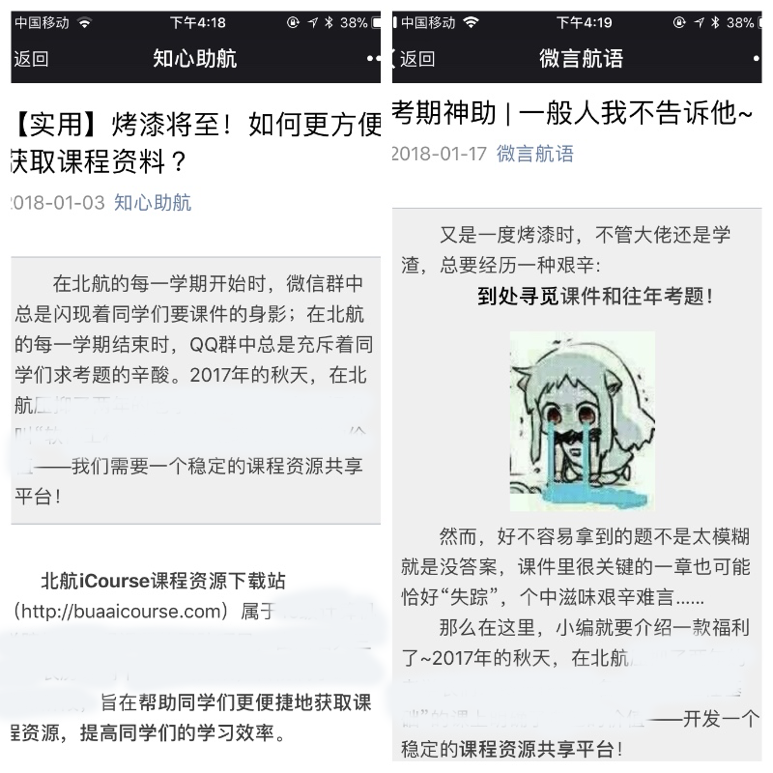 中国移动 下午4:18 38%
返回 知心助航
【实用】烤漆将至！如何更方便
获取课程资料？
2018-01-03 知心助航
在北航的每一学期开始时，微信群中
总是闪现着同学们要课件的身影；在北航
的每一学期结束时，QQ群中总是充斥着同
学们求考题的辛酸。2017年的秋天，在北
航
——我们需要一个稳定的课程资源共享
平台！
北航iCourse课程资源下载站
（http://buaaicourse.com）属于
，旨在帮助同学们更便捷地获取课
程资源，提高同学们的学习效率。
中国移动 下午4:19 38%
返回 微言航语
考期神助 | 一般人我不告诉他~
2018-01-17 微言航语
又是一度烤漆时，不管大佬还是学
渣，总要经历一种艰辛：
到处寻觅课件和往年考题！
然而，好不容易拿到的题不是太模糊
就是没答案，课件里很关键的一章也可能
恰好“失踪”，个中滋味艰辛难言……
那么在这里，小编就要介绍一款福利
了~2017年的秋天，在北航
——开发一个
稳定的课程资源共享平台！